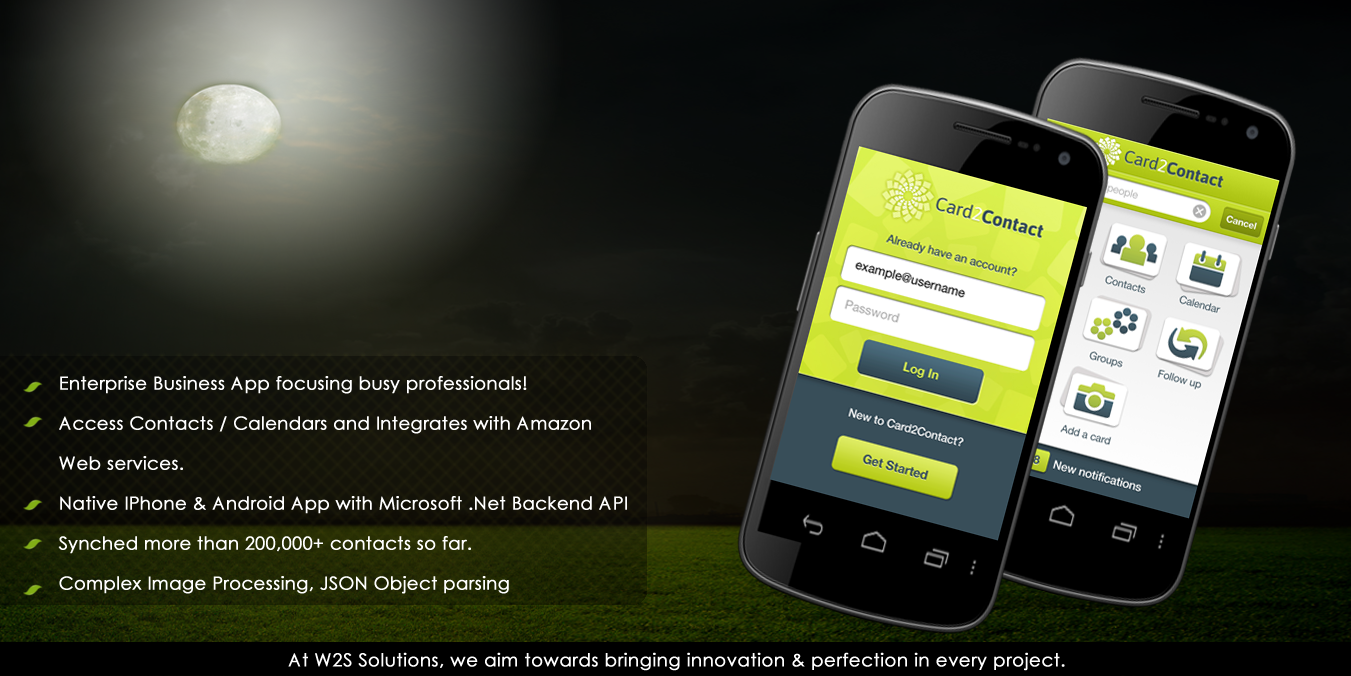 Enterprise Business App focusing busy professionals!
Access Contacts / Calendars and Integrates with Amazon
Web services.
Native IPhone & Android App with Microsoft .Net Backend API
Synched more than 200,000+ contacts so far.
Complex Image Processing, JSON Object parsing
Card2Contact
Already have an account?
example@username
Password
Log In
New to Card2Contact?
Get Started
Card2Contact
people
Cancel
Contacts
Calendar
Groups
Follow up
Add a card
3
New notifications
At W2S Solutions, we aim towards bringing innovation & perfection in every project.